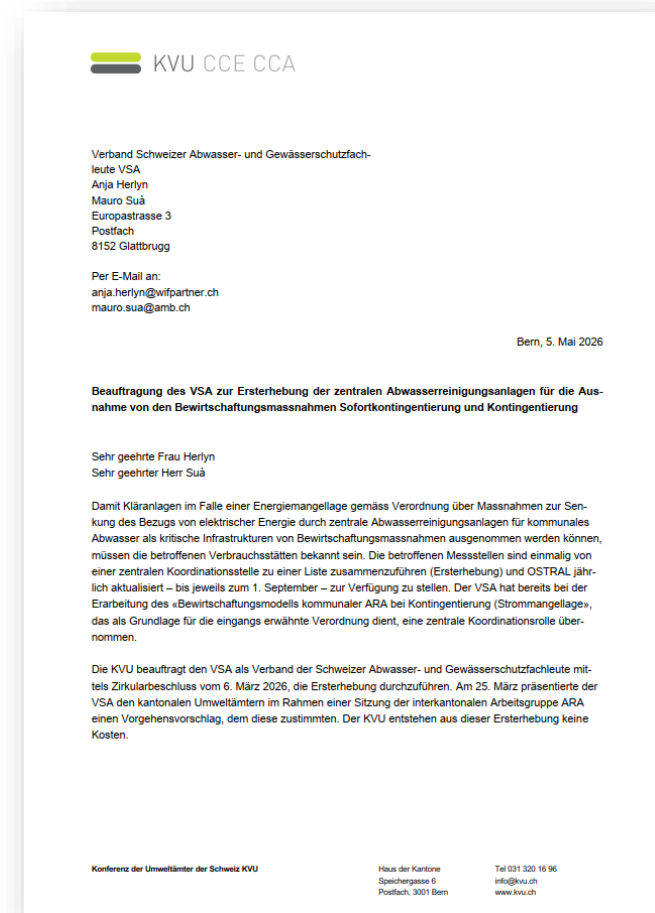 KVU CCE CCA
Verband Schweizer Abwasser- und Gewässerschutzfach-
leute VSA
Anja Herlyn
Mauro Suà
Europastrasse 3
Postfach
8152 Glattbrugg
Per E-Mail an:
anja.herlyn@wifpartner.ch
mauro.sua@amb.ch
Bern, 5. Mai 2026
Beauftragung des VSA zur Ersterhebung der zentralen Abwasserreinigungsanlagen für die Aus-
nahme von den Bewirtschaftungsmassnahmen Sofortkontingentierung und Kontingentierung
Sehr geehrte Frau Herlyn
Sehr geehrter Herr Suà
Damit Kläranlagen im Falle einer Energiemangellage gemäss Verordnung über Massnahmen zur Sen-
kung des Bezugs von elektrischer Energie durch zentrale Abwasserreinigungsanlagen für kommunales
Abwasser als kritische Infrastrukturen von Bewirtschaftungsmassnahmen ausgenommen werden können,
müssen die betroffenen Verbrauchsstätten bekannt sein. Die betroffenen Messstellen sind einmalig von
einer zentralen Koordinationsstelle zu einer Liste zusammenzuführen (Ersterhebung) und OSTRAL jähr-
lich aktualisiert – bis jeweils zum 1. September – zur Verfügung zu stellen. Der VSA hat bereits bei der
Erarbeitung des «Bewirtschaftungsmodells kommunaler ARA bei Kontingentierung (Strommangellage»,
das als Grundlage für die eingangs erwähnte Verordnung dient, eine zentrale Koordinationsrolle über-
nommen.
Die KVU beauftragt den VSA als Verband der Schweizer Abwasser- und Gewässerschutzfachleute mit-
tels Zirkularbeschluss vom 6. März 2026, die Ersterhebung durchzuführen. Am 25. März präsentierte der
VSA den kantonalen Umweltämtern im Rahmen einer Sitzung der interkantonalen Arbeitsgruppe ARA
einen Vorgehensvorschlag, dem diese zustimmten. Der KVU entstehen aus dieser Ersterhebung keine
Kosten.
Konferenz der Umweltämter der Schweiz KVU
Haus der Kantone
Speichergasse 6
Postfach, 3001 Bern
Tel 031 320 16 96
info@kvu.ch
www.kvu.ch